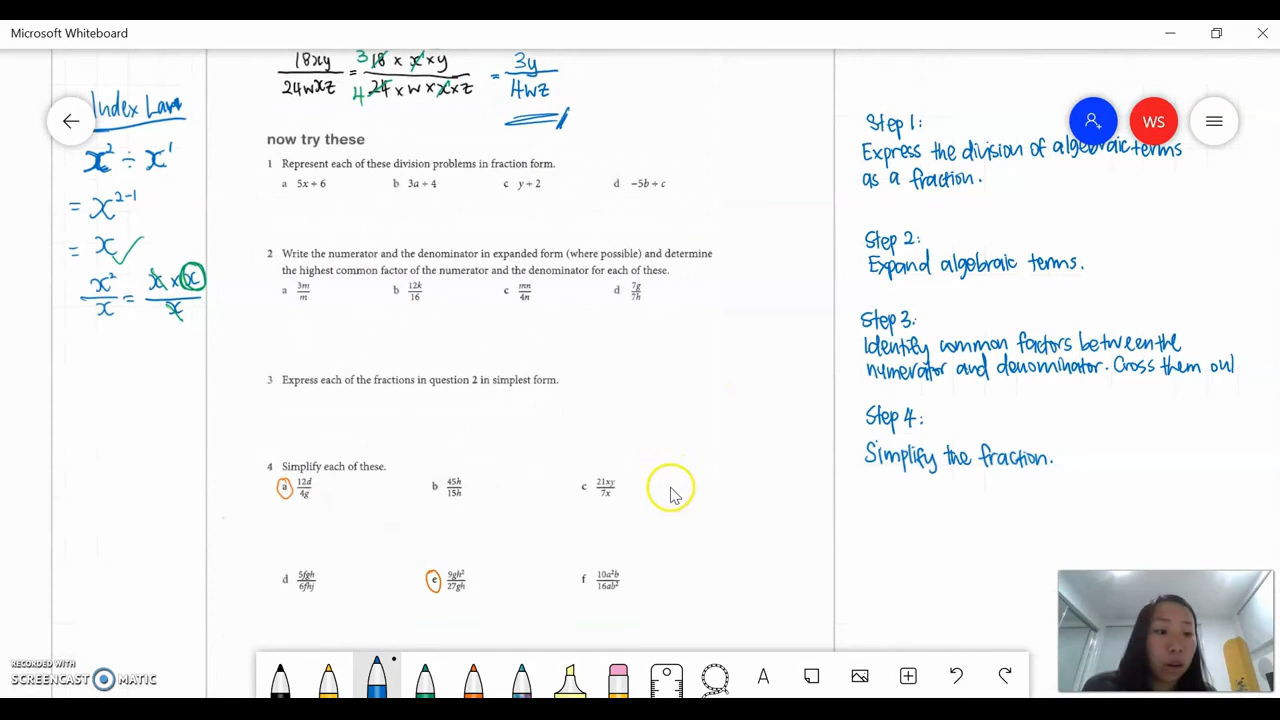 Microsoft Whiteboard
18xy/24wxz = 3 18 × x × y / 4 24 × w × x × z = 3y/4wz
Index Law
x² ÷ x¹
= x²⁻¹
= x ✓
x²/x = x × x / x
now try these
1 Represent each of these division problems in fraction form.
a 5x ÷ 6 b 3a ÷ 4 c y ÷ 2 d −5b ÷ c
2 Write the numerator and the denominator in expanded form (where possible) and determine
the highest common factor of the numerator and the denominator for each of these.
a 3m/m b 12k/16 c mn/4n d 7g/7h
3 Express each of the fractions in question 2 in simplest form.
4 Simplify each of these.
a 12d/4g b 45h/15h c 21xy/7x
d 5fgh/6fhj e 9gh²/27gh f 10a²b/16ab²
WS
Step 1:
Express the division of algebraic terms
as a fraction.
Step 2:
Expand algebraic terms.
Step 3:
Identify common factors between the
numerator and denominator. Cross them out
Step 4:
Simplify the fraction.
RECORDED WITH
SCREENCAST MATIC
A